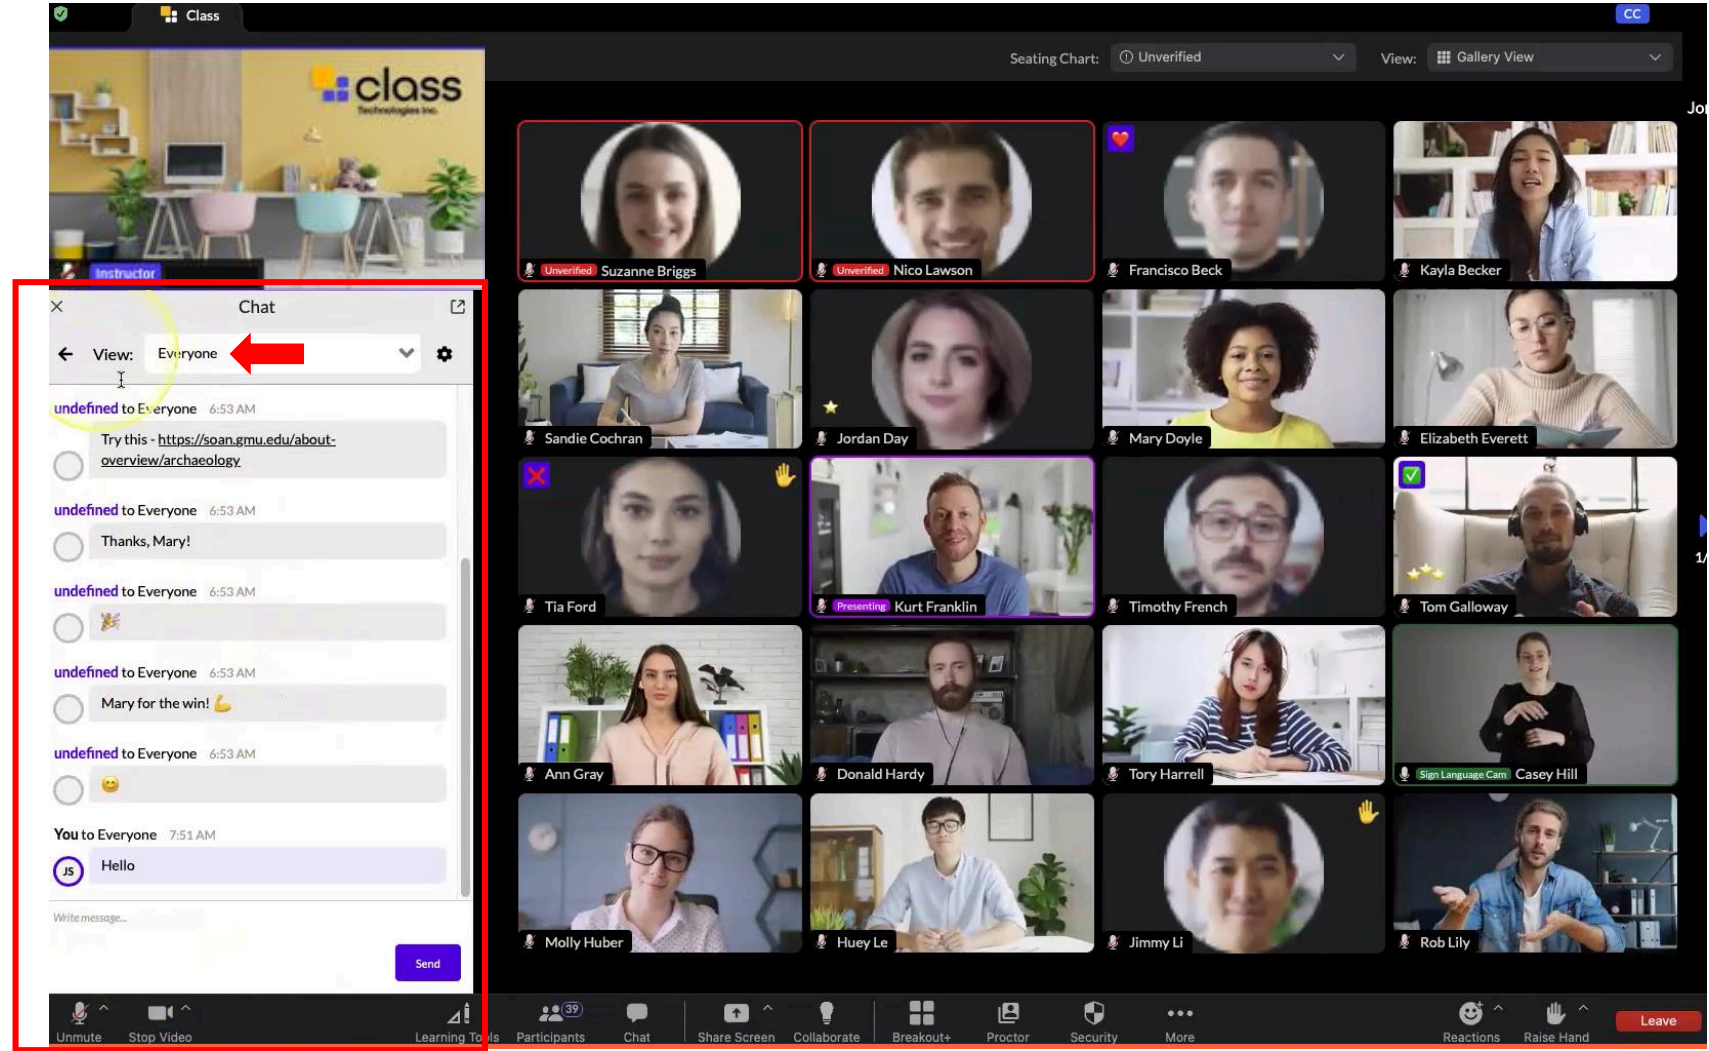 Class
CC
Seating Chart:
Unverified
View:
Gallery View
class
Technologies Inc.
Instructor
Jor
Unverified Suzanne Briggs
Unverified Nico Lawson
Francisco Beck
Kayla Becker
Sandie Cochran
Jordan Day
Mary Doyle
Elizabeth Everett
Tia Ford
Presenting Kurt Franklin
Timothy French
Tom Galloway
1/
Ann Gray
Donald Hardy
Tory Harrell
Sign Language Cam Casey Hill
Molly Huber
Huey Le
Jimmy Li
Rob Lily
Chat
View: Everyone
undefined to Everyone 6:53 AM
Try this - https://soan.gmu.edu/about-
overview/archaeology
undefined to Everyone 6:53 AM
Thanks, Mary!
undefined to Everyone 6:53 AM
🎉
undefined to Everyone 6:53 AM
Mary for the win! 💪
undefined to Everyone 6:53 AM
😊
You to Everyone 7:51 AM
JS
Hello
Write message...
Send
Unmute
Stop Video
Learning Tools
Participants
39
Chat
Share Screen
Collaborate
Breakout+
Proctor
Security
More
Reactions
Raise Hand
Leave